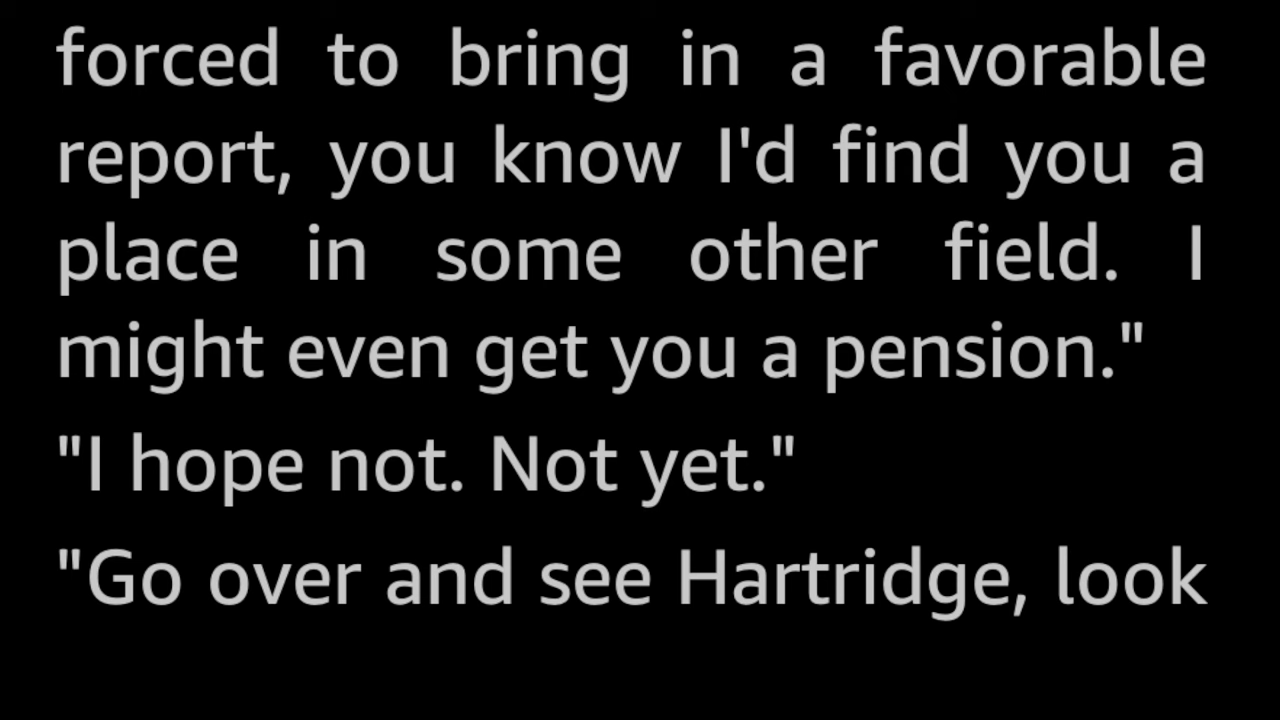 forced to bring in a favorable
report, you know I'd find you a
place in some other field. I
might even get you a pension."
"I hope not. Not yet."
"Go over and see Hartridge, look